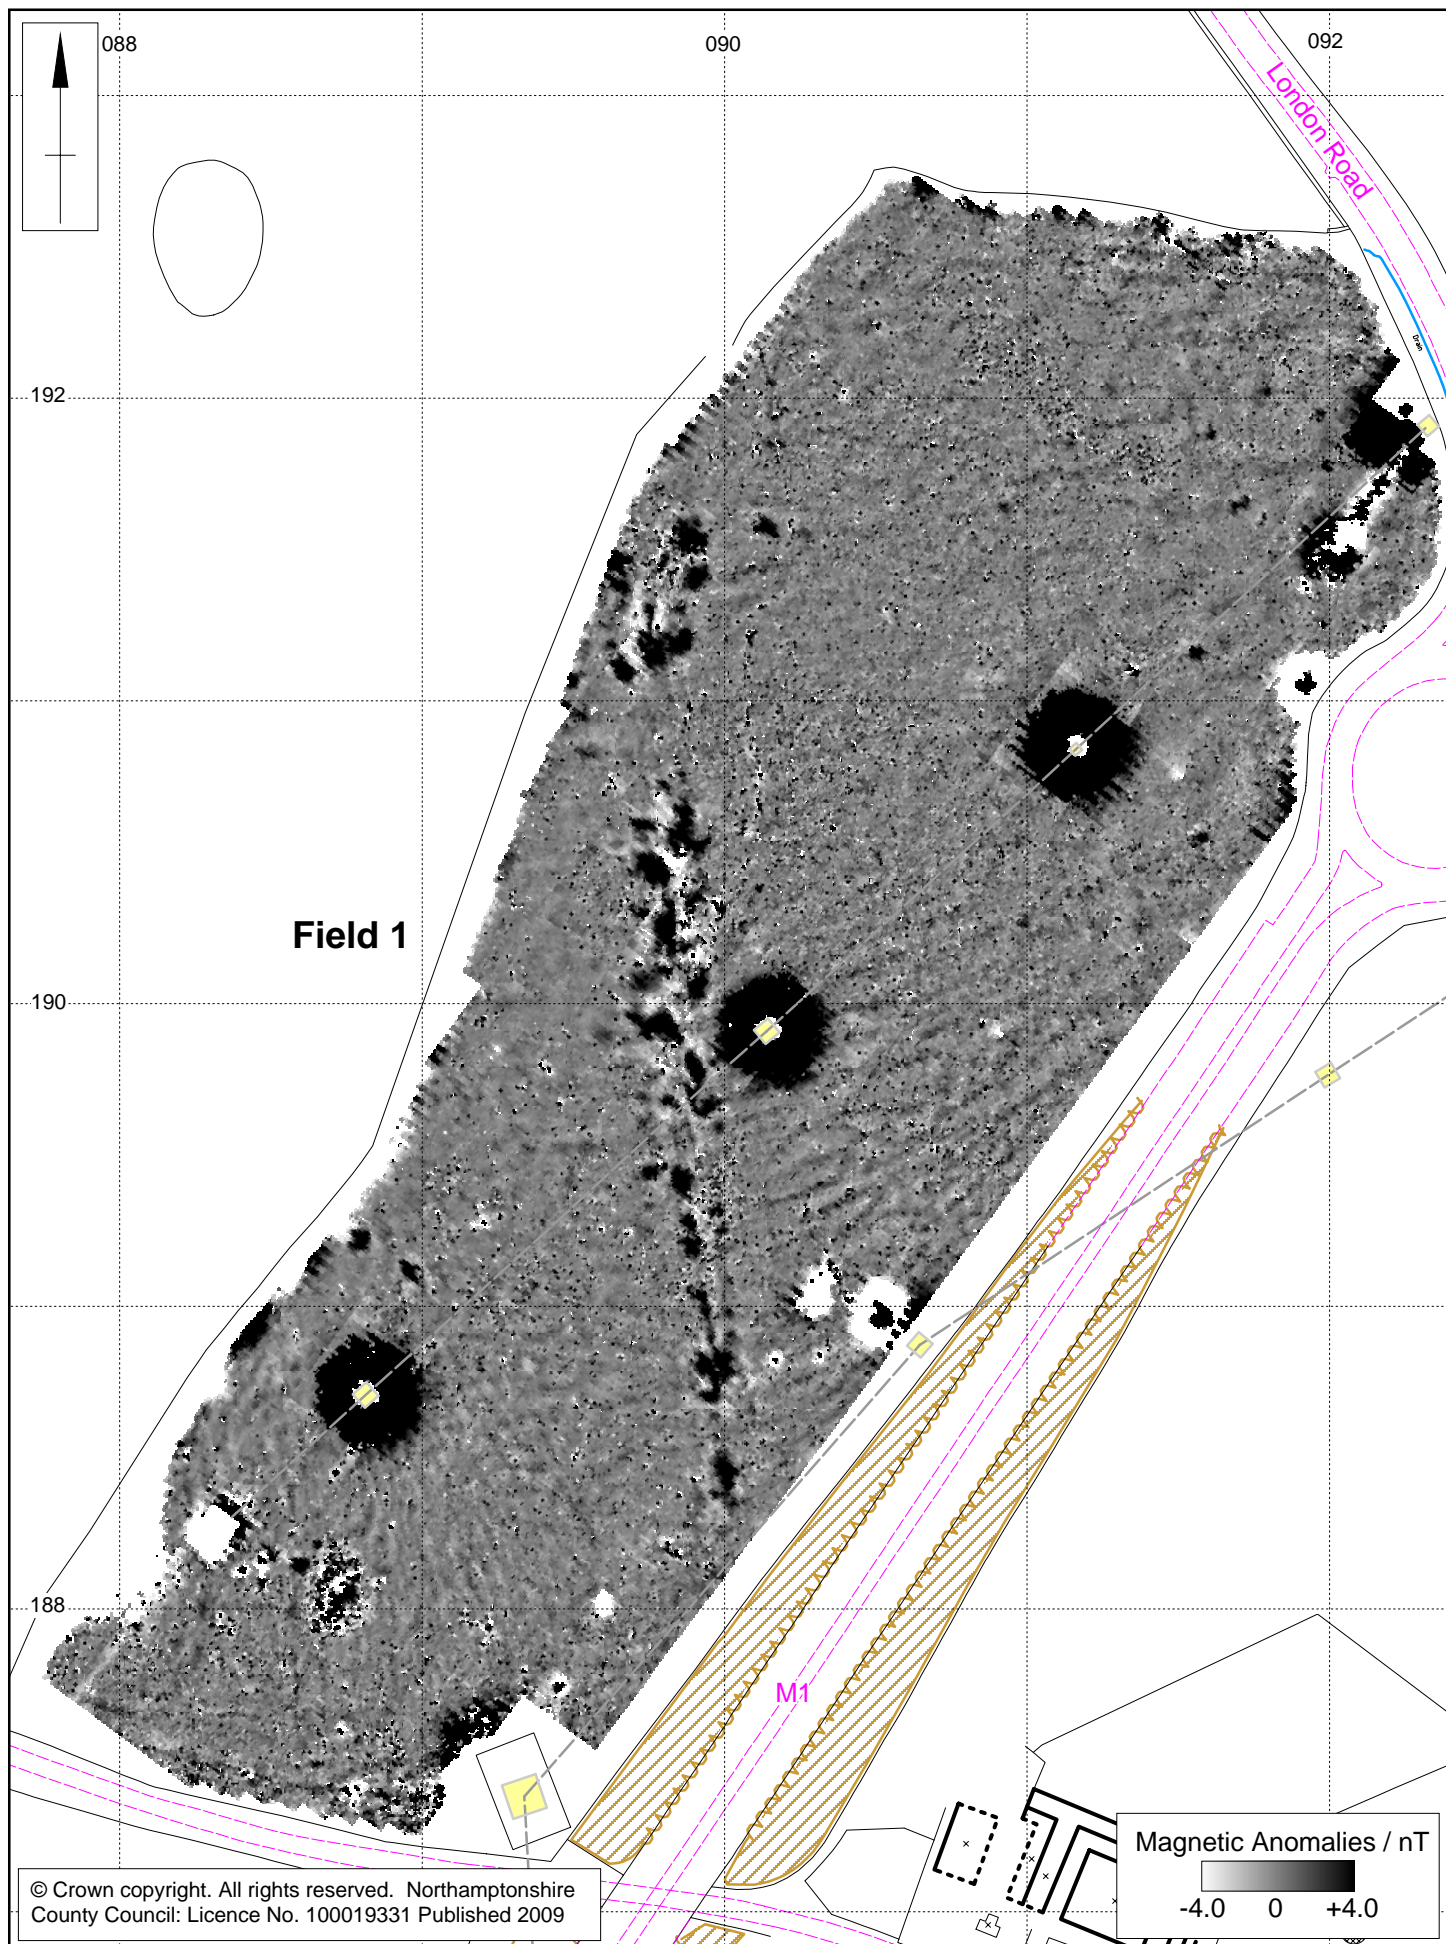 088
090
092
London Road
Drain
192
Field 1
190
188
M1
Magnetic Anomalies / nT
-4.0 0 +4.0
© Crown copyright. All rights reserved. Northamptonshire
County Council: Licence No. 100019331 Published 2009